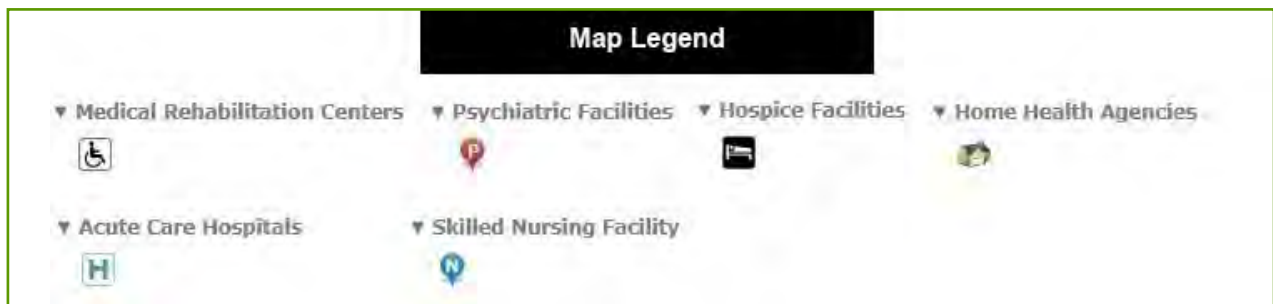 Map Legend
▼ Medical Rehabilitation Centers ▼ Psychiatric Facilities ▼ Hospice Facilities ▼ Home Health Agencies
P
▼ Acute Care Hospitals ▼ Skilled Nursing Facility
H N